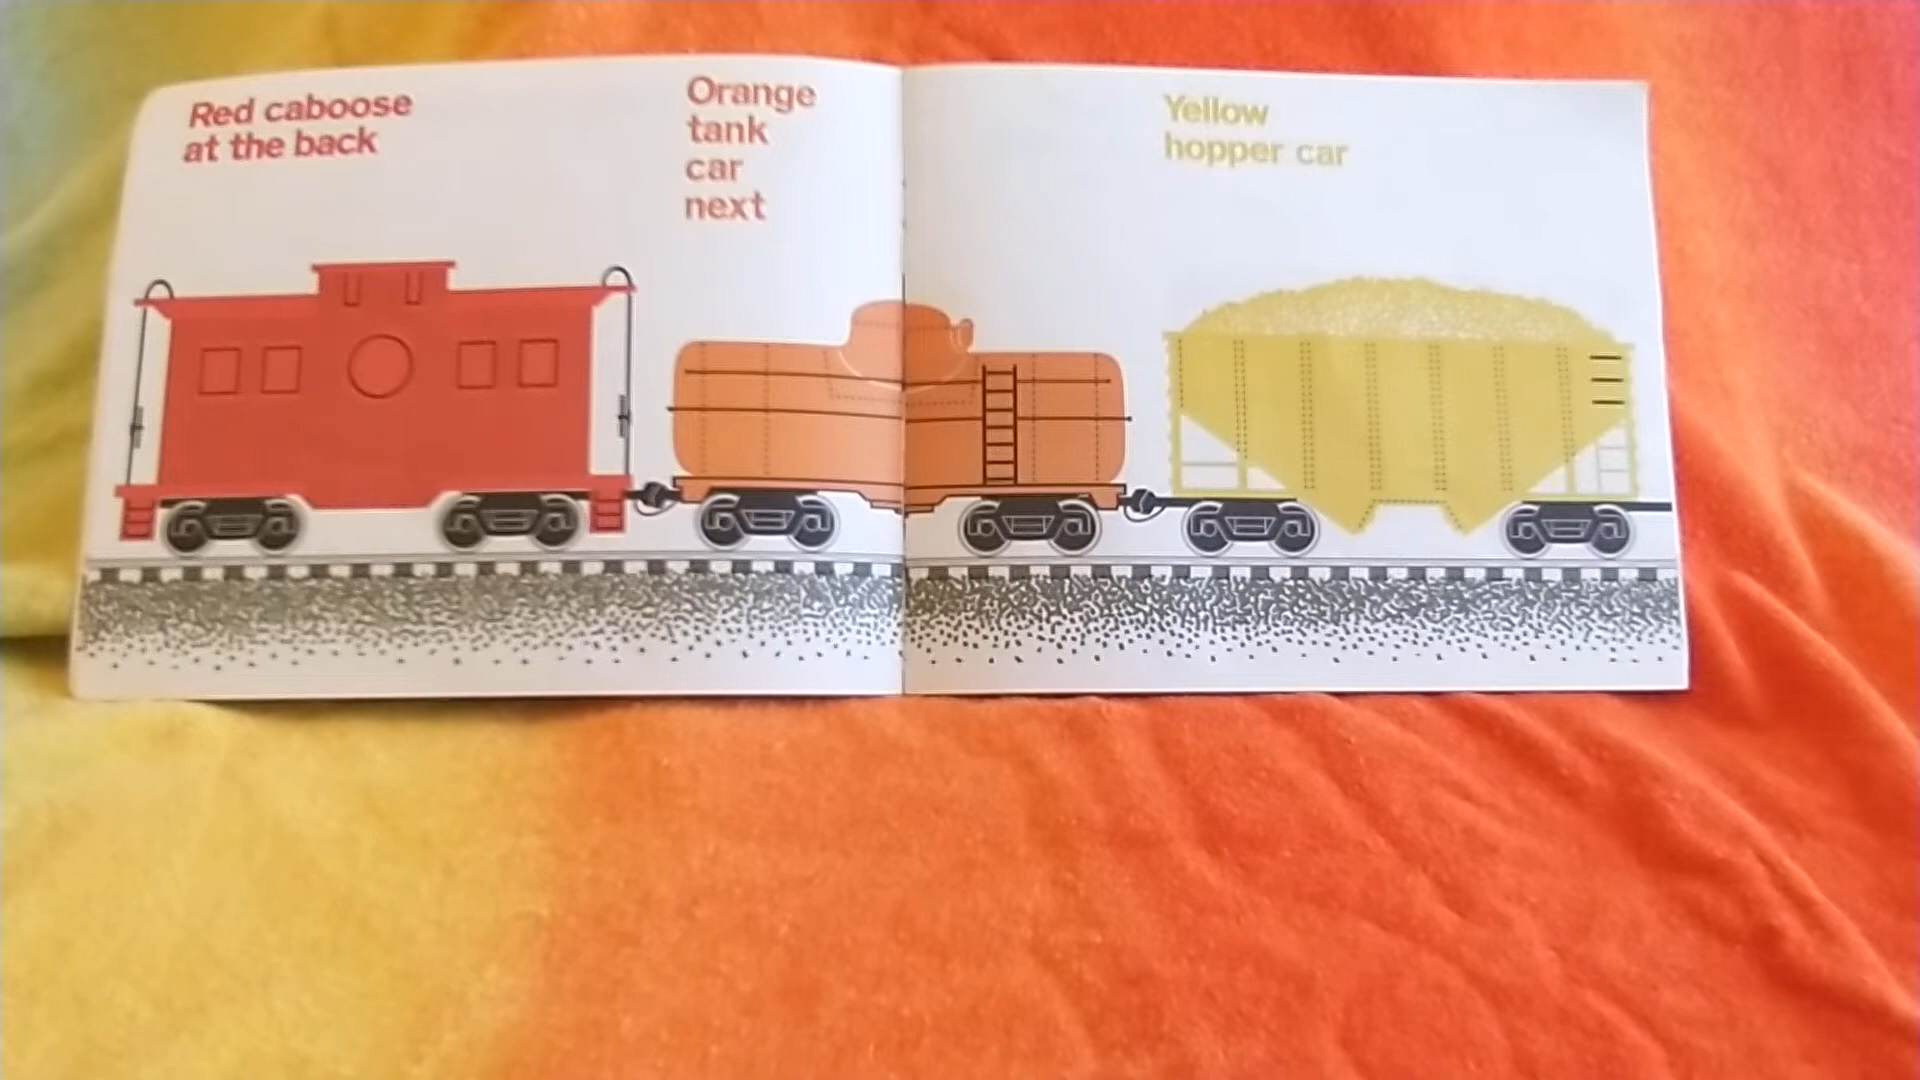 Red caboose
at the back
Orange
tank
car
next
Yellow
hopper car